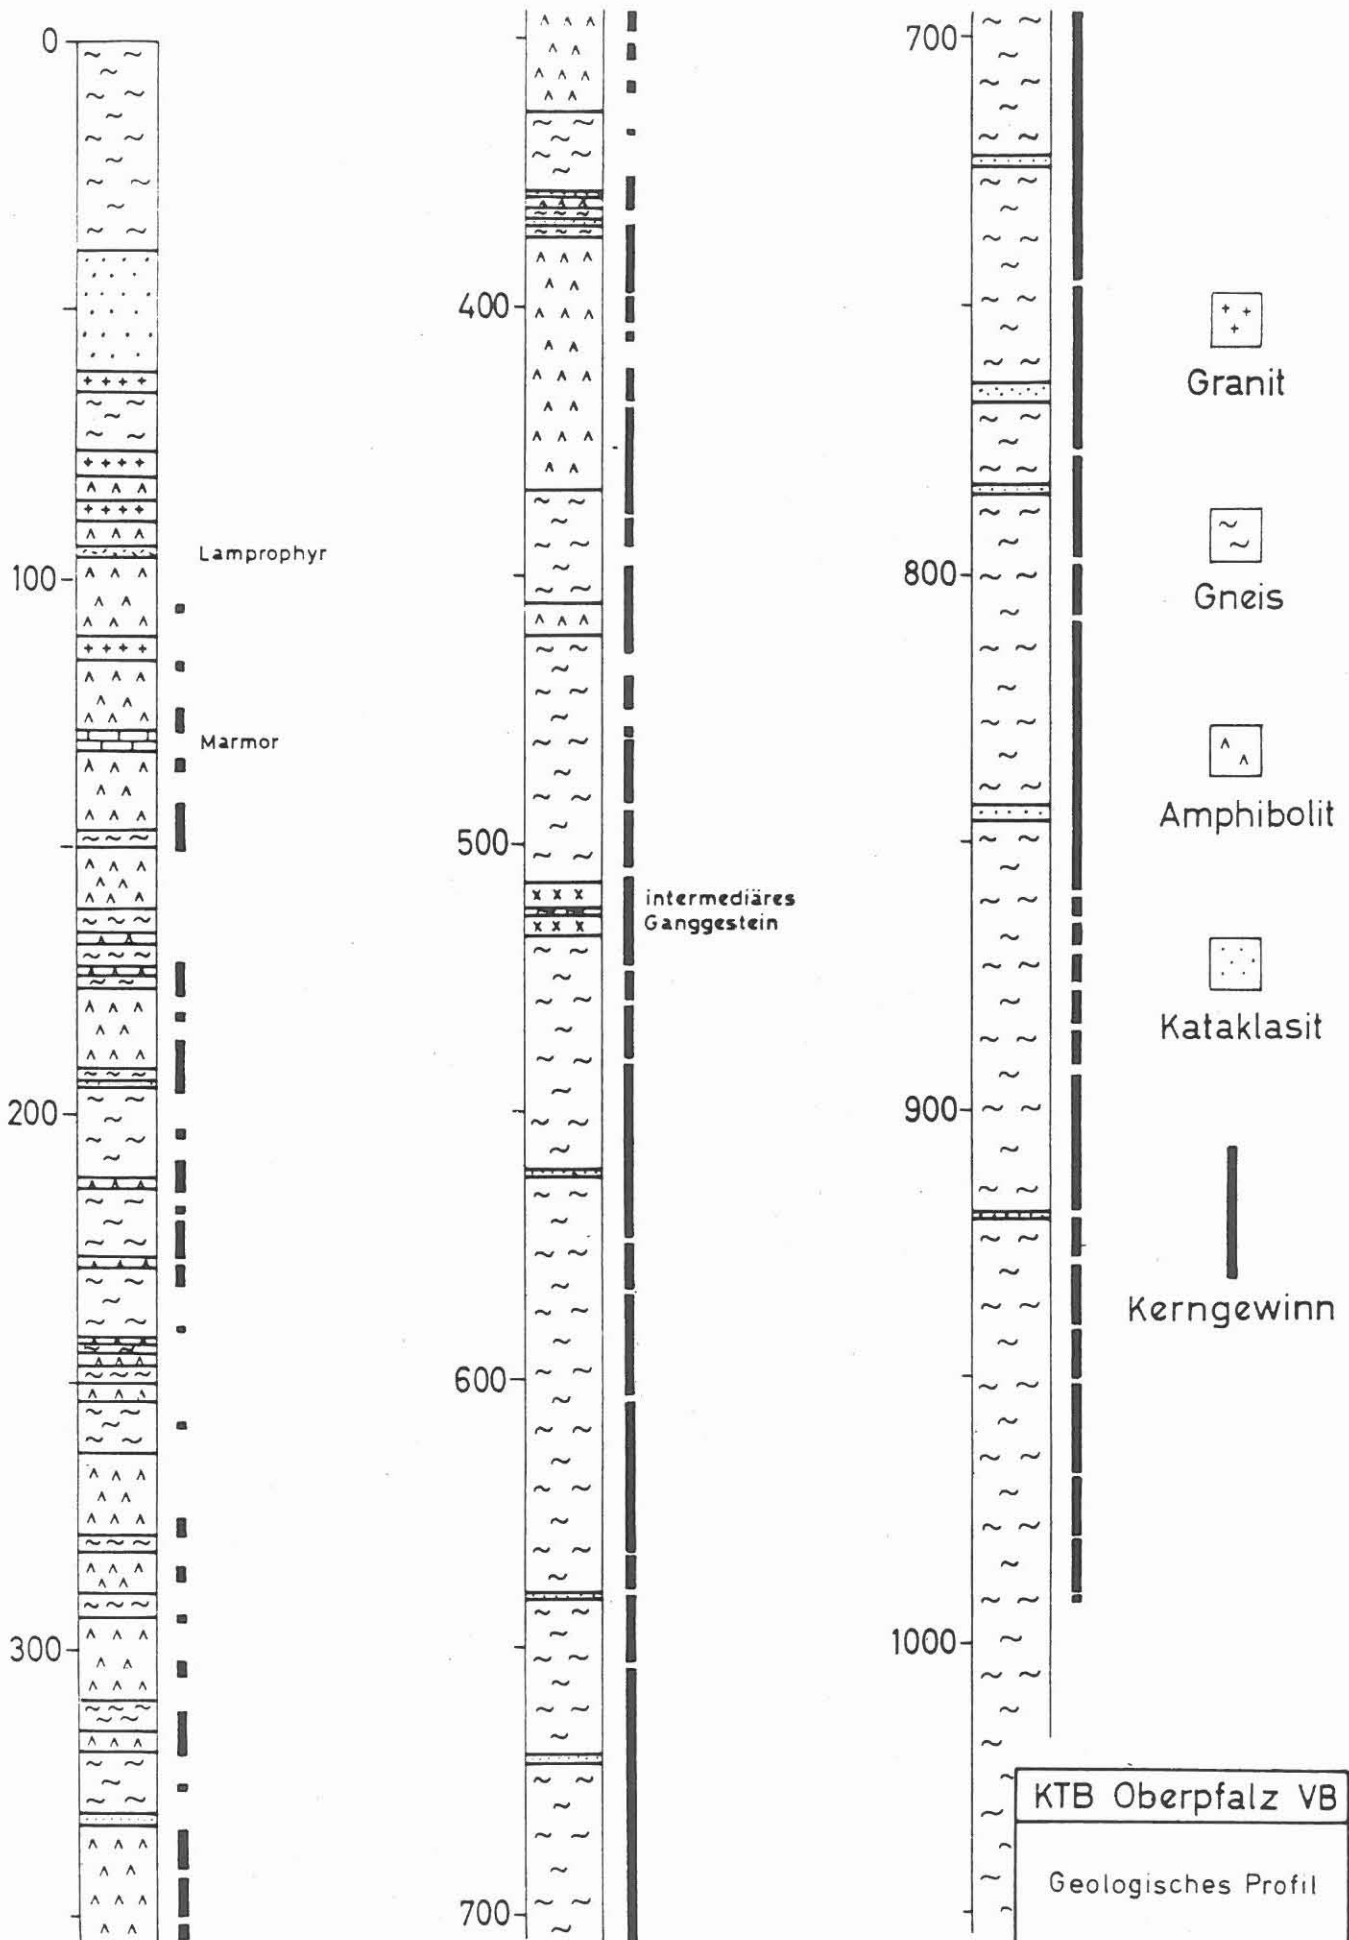 0
100
200
300
Lamprophyr
Marmor
400
500
600
700
intermediäres
Ganggestein
700
800
900
1000
Granit
Gneis
Amphibolit
Kataklasit
Kerngewinn
KTB Oberpfalz VB
Geologisches Profil